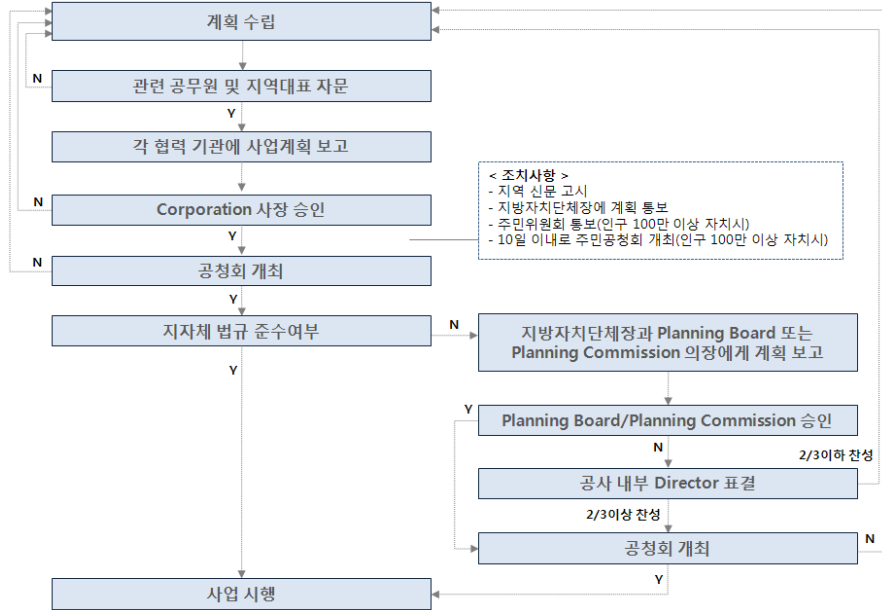 계획 수립
N
관련 공무원 및 지역대표 자문
Y
각 협력 기관에 사업계획 보고
N
Corporation 사장 승인
Y
< 조치사항 >
- 지역 신문 고시
- 지방자치단체장에 계획 통보
- 주민위원회 통보(인구 100만 이상 자치시)
- 10일 이내로 주민공청회 개최(인구 100만 이상 자치시)
N
공청회 개최
Y
지자체 법규 준수여부
N
Y
지방자치단체장과 Planning Board 또는
Planning Commission 의장에게 계획 보고
Y
Planning Board/Planning Commission 승인
N
2/3이하 찬성
공사 내부 Director 표결
2/3이상 찬성
공청회 개최
N
Y
사업 시행